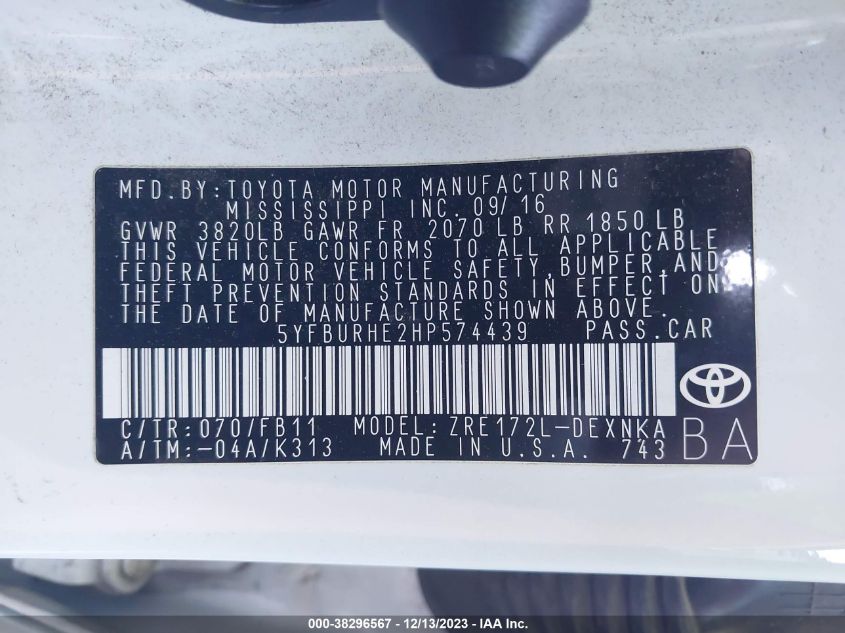 MFD.BY:TOYOTA MOTOR MANUFACTURING
MISSISSIPPI INC. 09/16
GVWR 3820LB GAWR FR 2070 LB RR 1850 LB
THIS VEHICLE CONFORMS TO ALL APPLICABLE
FEDERAL MOTOR VEHICLE SAFETY,BUMPER,AND
THEFT PREVENTION STANDARDS IN EFFECT ON
THE DATE OF MANUFACTURE SHOWN ABOVE.
5YFBURHE2HP574439 PASS.CAR
C/TR:070/FB11 MODEL:ZRE172L-DEXNKA
A/TM:-04A/K313 MADE IN U.S.A. 743
BA
000-38296567 - 12/13/2023 - IAA Inc.